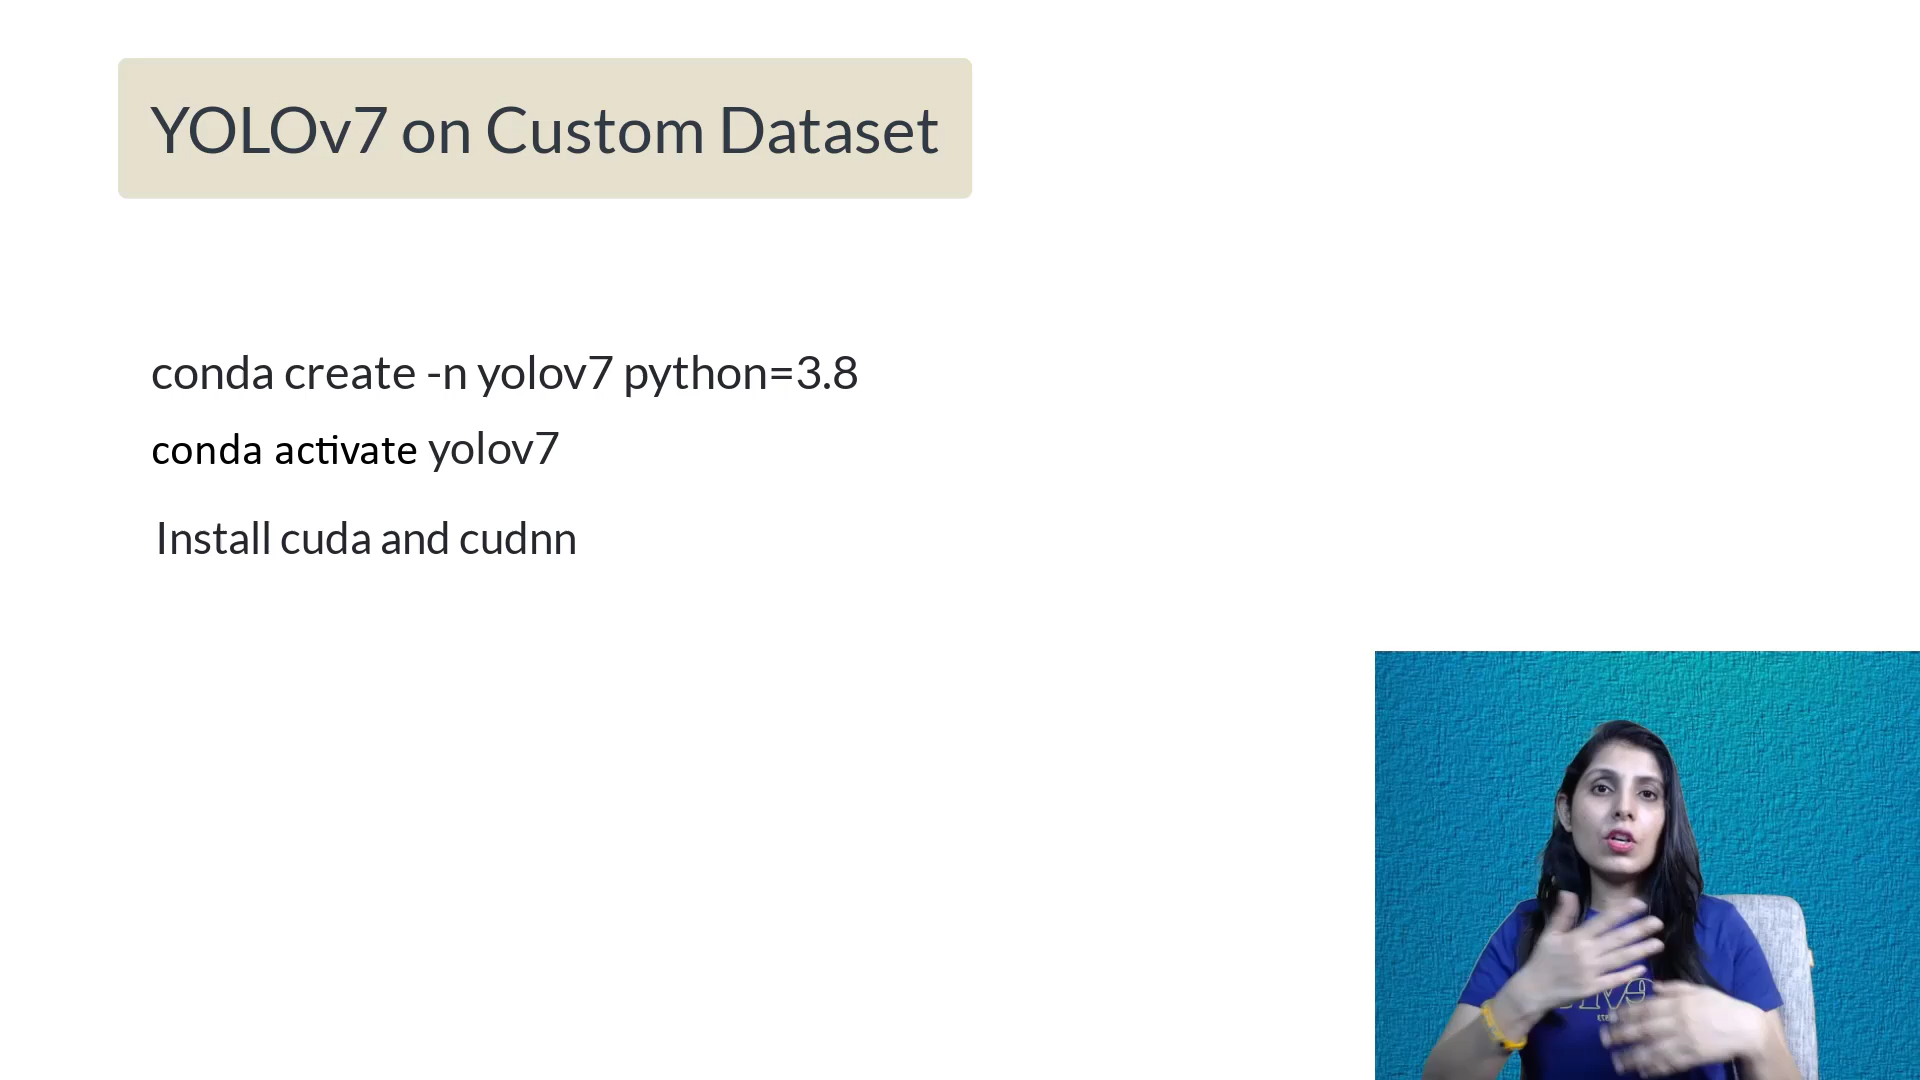 YOLOv7 on Custom Dataset
conda create -n yolov7 python=3.8
conda activate yolov7
Install cuda and cudnn